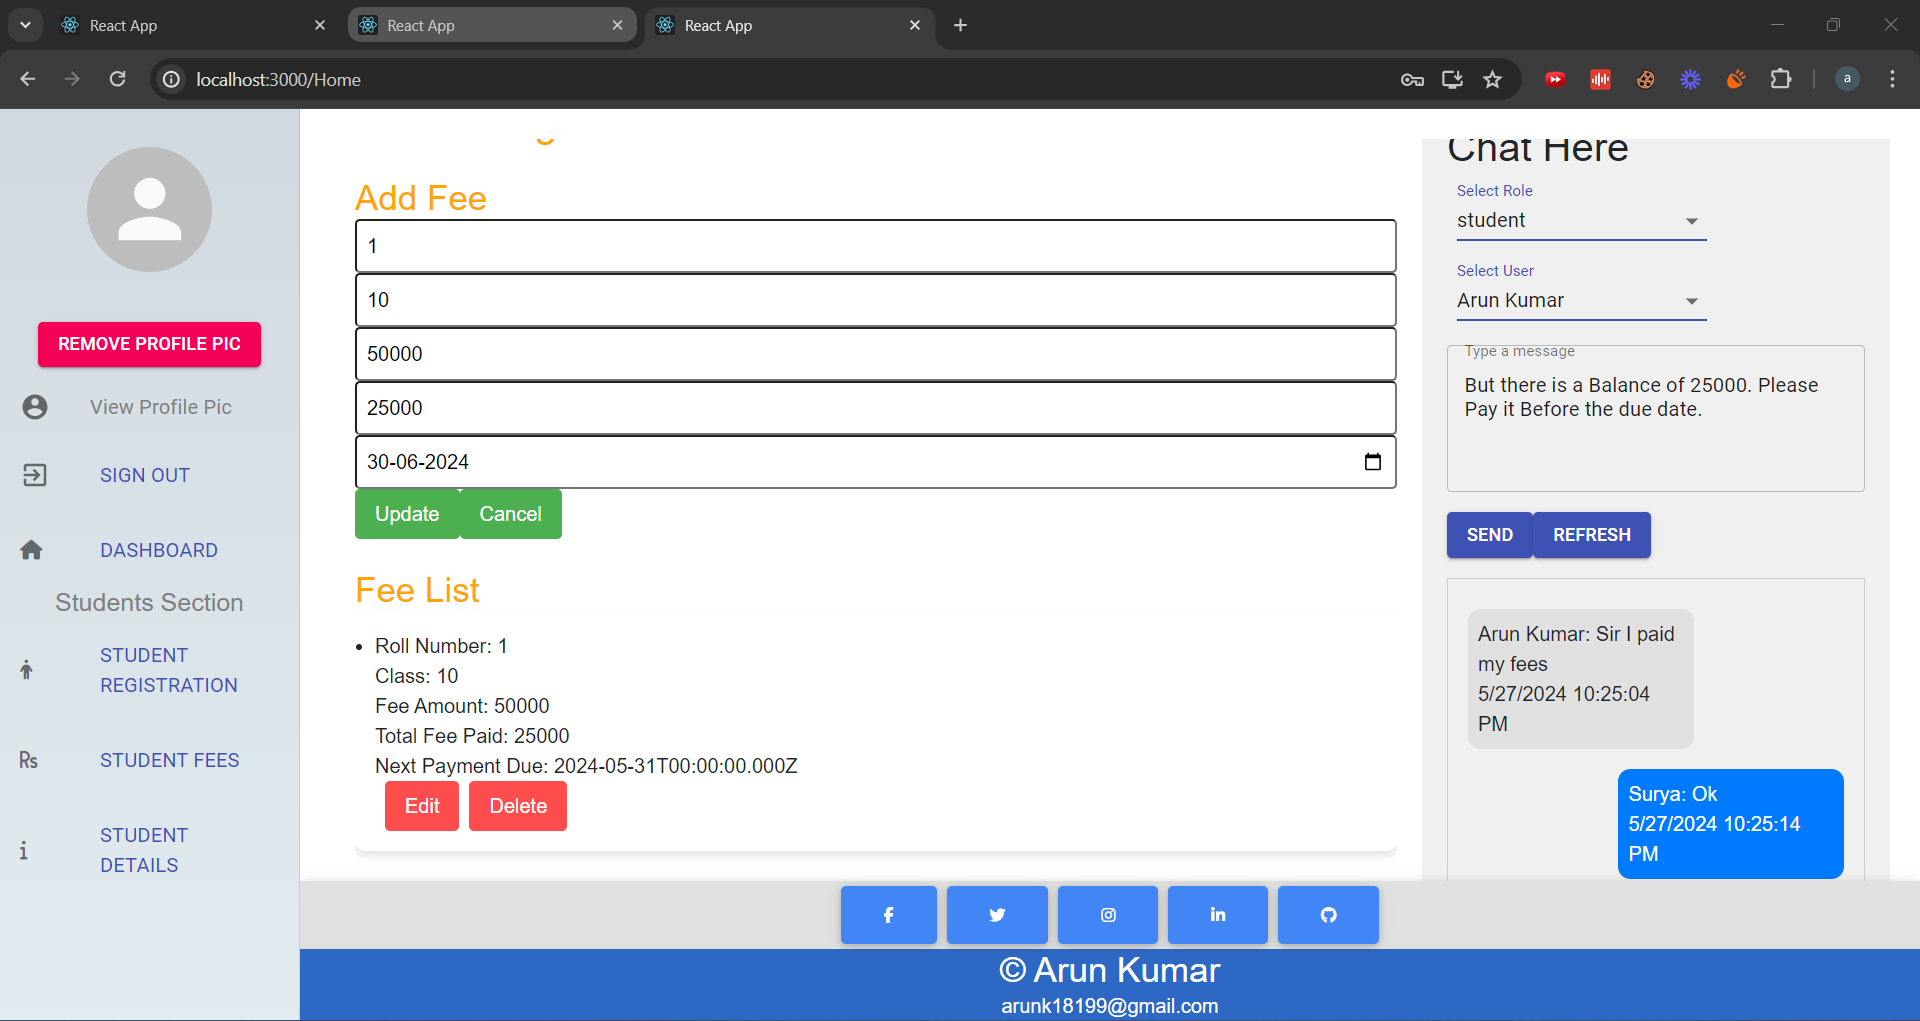 React App
React App
React App
localhost:3000/Home
a
REMOVE PROFILE PIC
View Profile Pic
SIGN OUT
DASHBOARD
Students Section
STUDENT
REGISTRATION
Rs
STUDENT FEES
STUDENT
DETAILS
Add Fee
1
10
50000
25000
30-06-2024
Update
Cancel
Fee List
Roll Number: 1
Class: 10
Fee Amount: 50000
Total Fee Paid: 25000
Next Payment Due: 2024-05-31T00:00:00.000Z
Edit
Delete
Chat Here
Select Role
student
Select User
Arun Kumar
Type a message
But there is a Balance of 25000. Please
Pay it Before the due date.
SEND
REFRESH
Arun Kumar: Sir I paid
my fees
5/27/2024 10:25:04
PM
Surya: Ok
5/27/2024 10:25:14
PM
© Arun Kumar
arunk18199@gmail.com